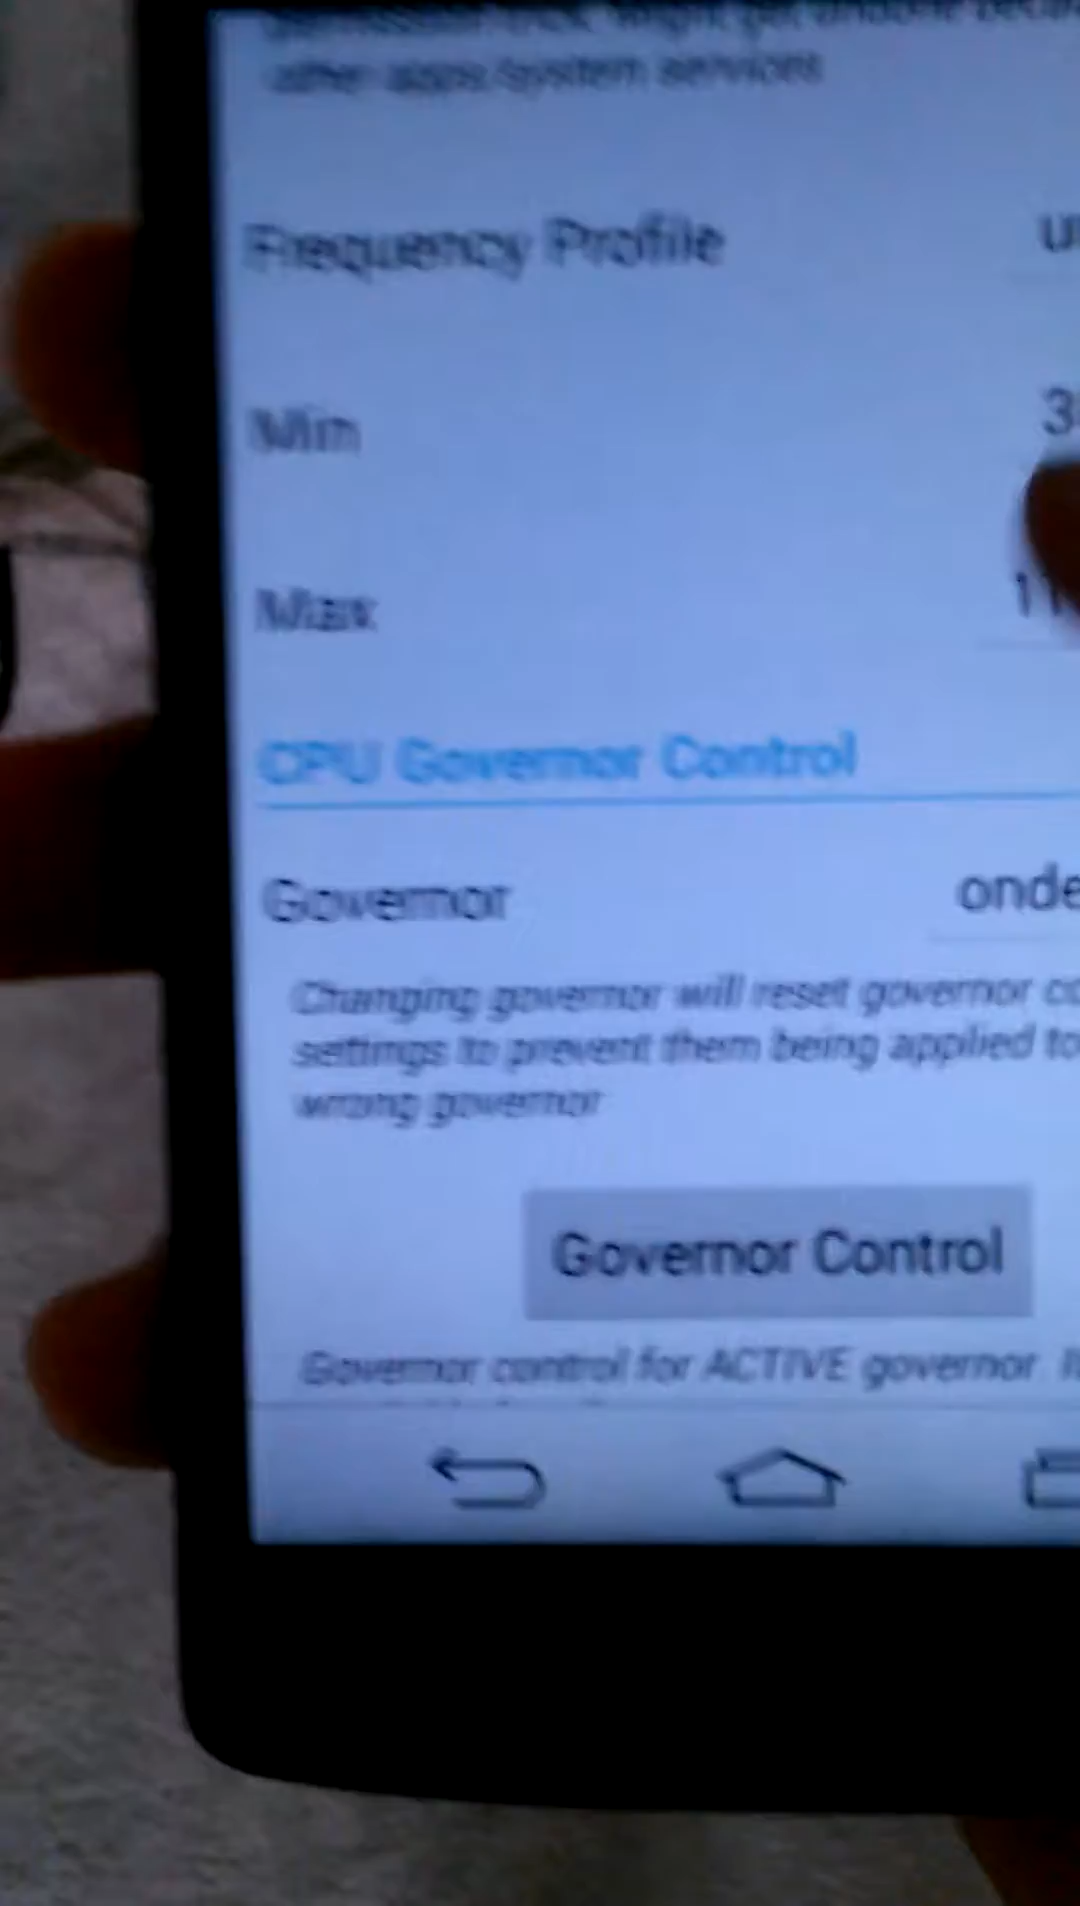 other apps/system services
Frequency Profile
Min
Max
CPU Governor Control
Governor onde
Changing governor will reset governor co
settings to prevent them being applied to
wrong governor
Governor Control
Governor control for ACTIVE governor.